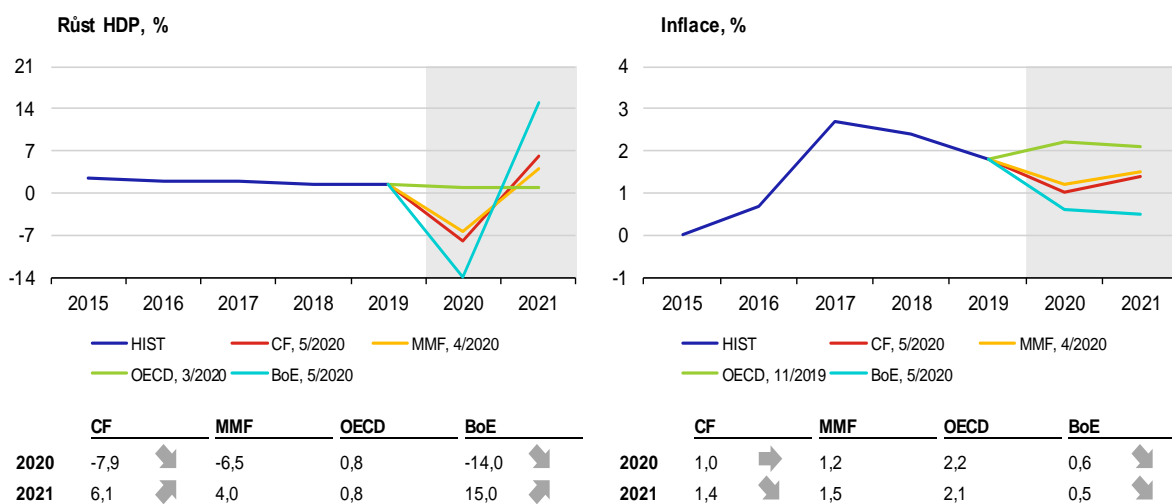 Růst HDP, %
21
14
7
0
-7
-14
2015 2016 2017 2018 2019 2020 2021
HIST CF, 5/2020 MMF, 4/2020
OECD, 3/2020 BoE, 5/2020
CF MMF OECD BoE
2020 -7,9 -6,5 0,8 -14,0
2021 6,1 4,0 0,8 15,0
Inflace, %
4
3
2
1
0
-1
2015 2016 2017 2018 2019 2020 2021
HIST CF, 5/2020 MMF, 4/2020
OECD, 11/2019 BoE, 5/2020
CF MMF OECD BoE
2020 1,0 1,2 2,2 0,6
2021 1,4 1,5 2,1 0,5